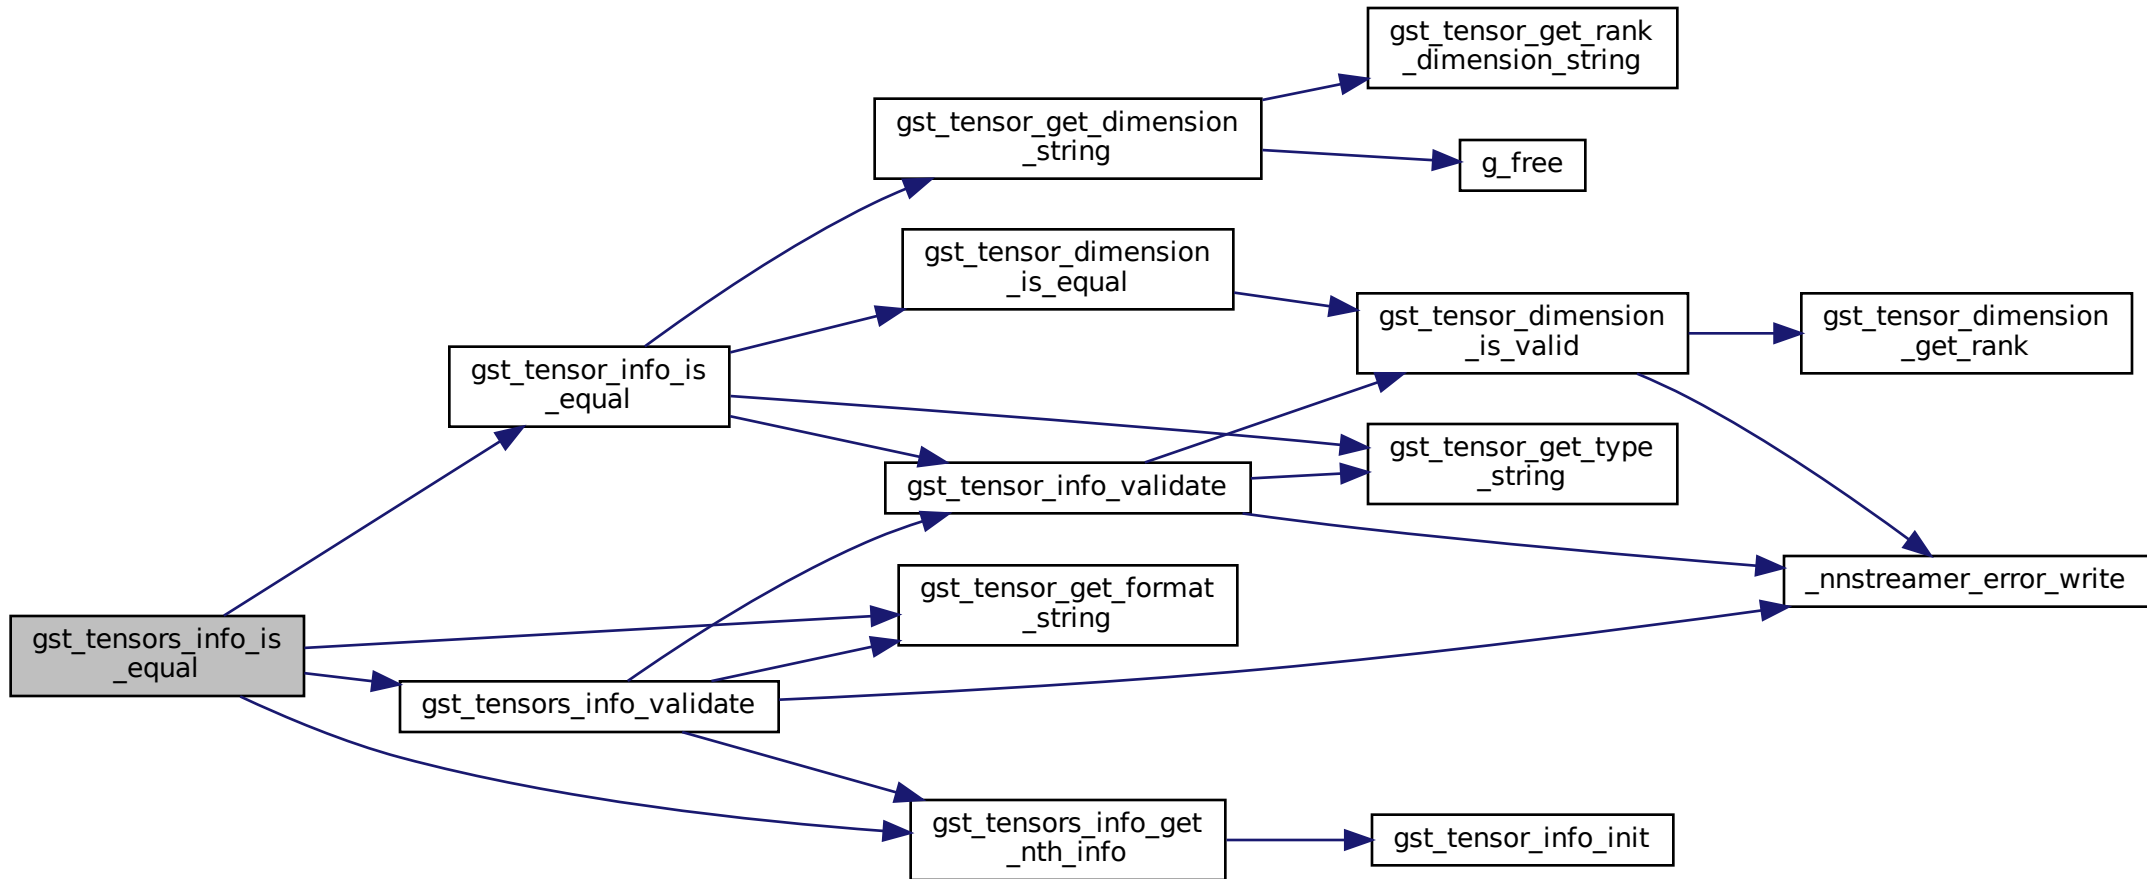 gst_tensor_get_rank
_dimension_string
gst_tensor_get_dimension
_string
g_free
gst_tensor_dimension
_is_equal
gst_tensor_dimension
_is_valid
gst_tensor_dimension
_get_rank
gst_tensor_info_is
_equal
gst_tensor_get_type
_string
gst_tensor_info_validate
gst_tensor_get_format
_string
_nnstreamer_error_write
gst_tensors_info_is
_equal
gst_tensors_info_validate
gst_tensors_info_get
_nth_info
gst_tensor_info_init